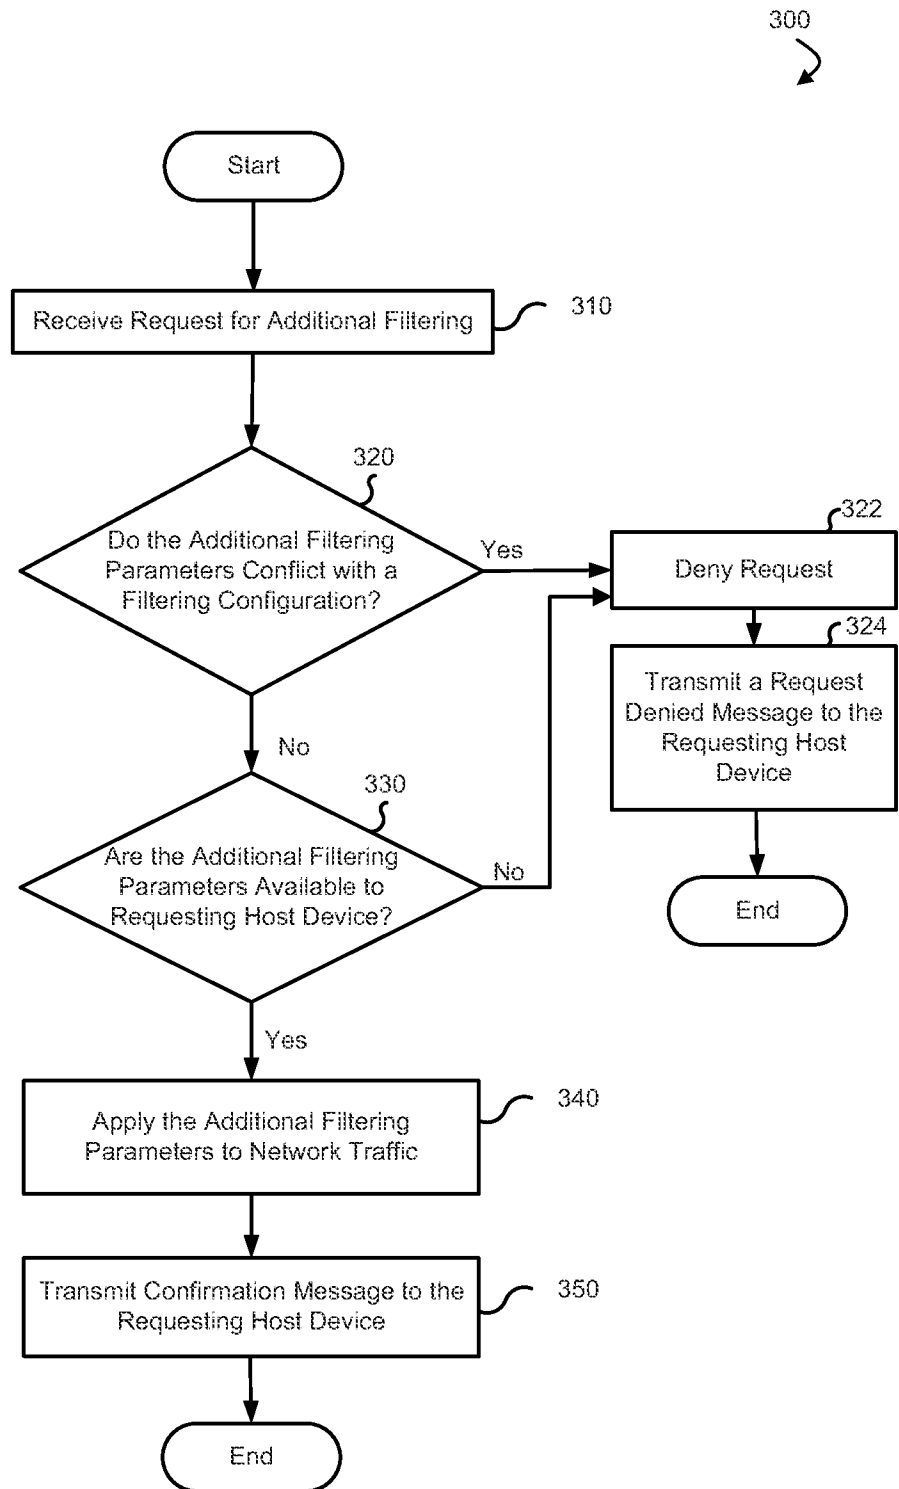 300
Start
Receive Request for Additional Filtering
310
320
Do the Additional Filtering
Parameters Conflict with a
Filtering Configuration?
Yes
322
Deny Request
324
Transmit a Request
Denied Message to the
Requesting Host
Device
End
No
330
Are the Additional Filtering
Parameters Available to
Requesting Host Device?
No
Yes
340
Apply the Additional Filtering
Parameters to Network Traffic
350
Transmit Confirmation Message to the
Requesting Host Device
End